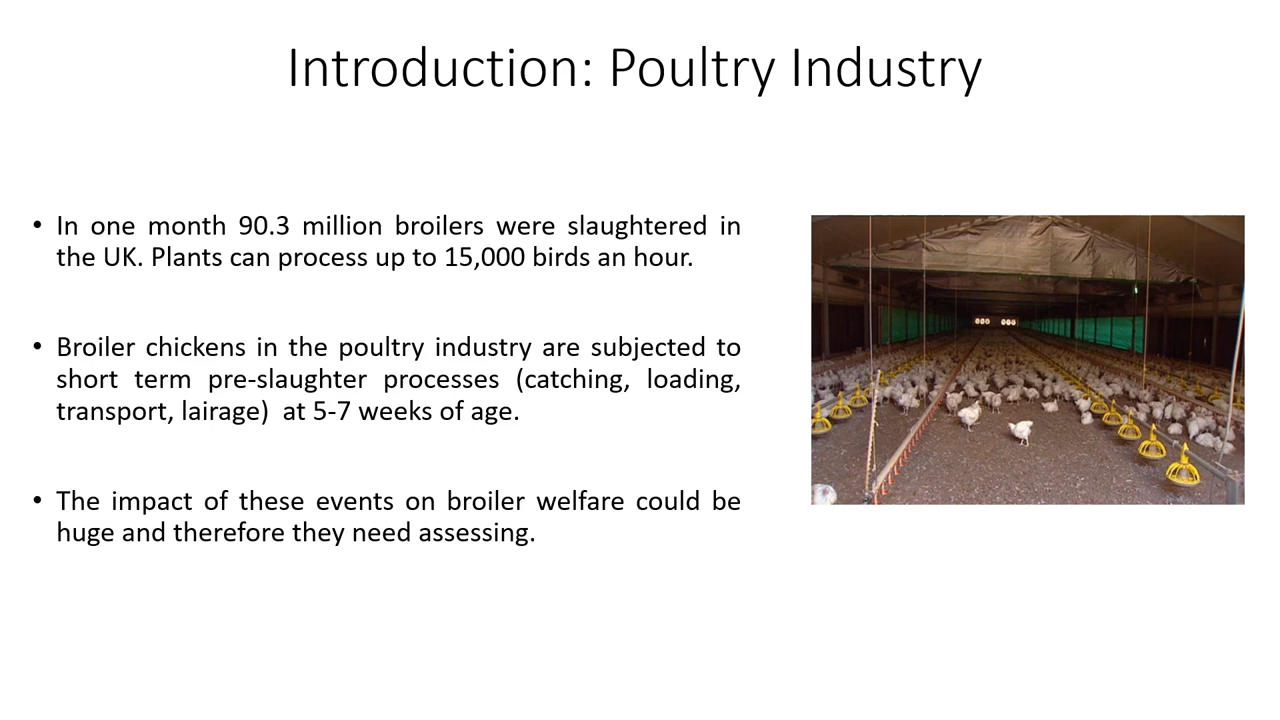 Introduction: Poultry Industry
• In one month 90.3 million broilers were slaughtered in
the UK. Plants can process up to 15,000 birds an hour.
• Broiler chickens in the poultry industry are subjected to
short term pre-slaughter processes (catching, loading,
transport, lairage)  at 5-7 weeks of age.
• The impact of these events on broiler welfare could be
huge and therefore they need assessing.